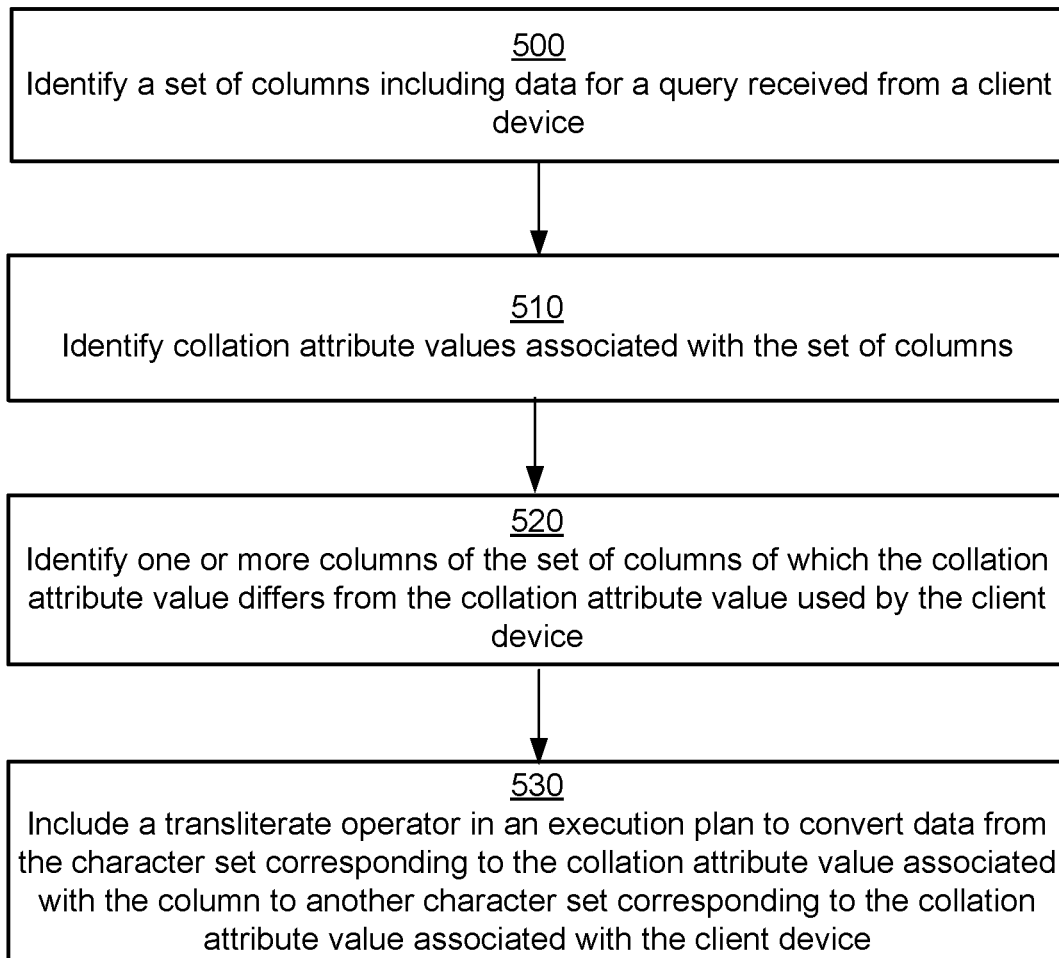 500
Identify a set of columns including data for a query received from a client
device
510
Identify collation attribute values associated with the set of columns
520
Identify one or more columns of the set of columns of which the collation
attribute value differs from the collation attribute value used by the client
device
530
Include a transliterate operator in an execution plan to convert data from
the character set corresponding to the collation attribute value associated
with the column to another character set corresponding to the collation
attribute value associated with the client device